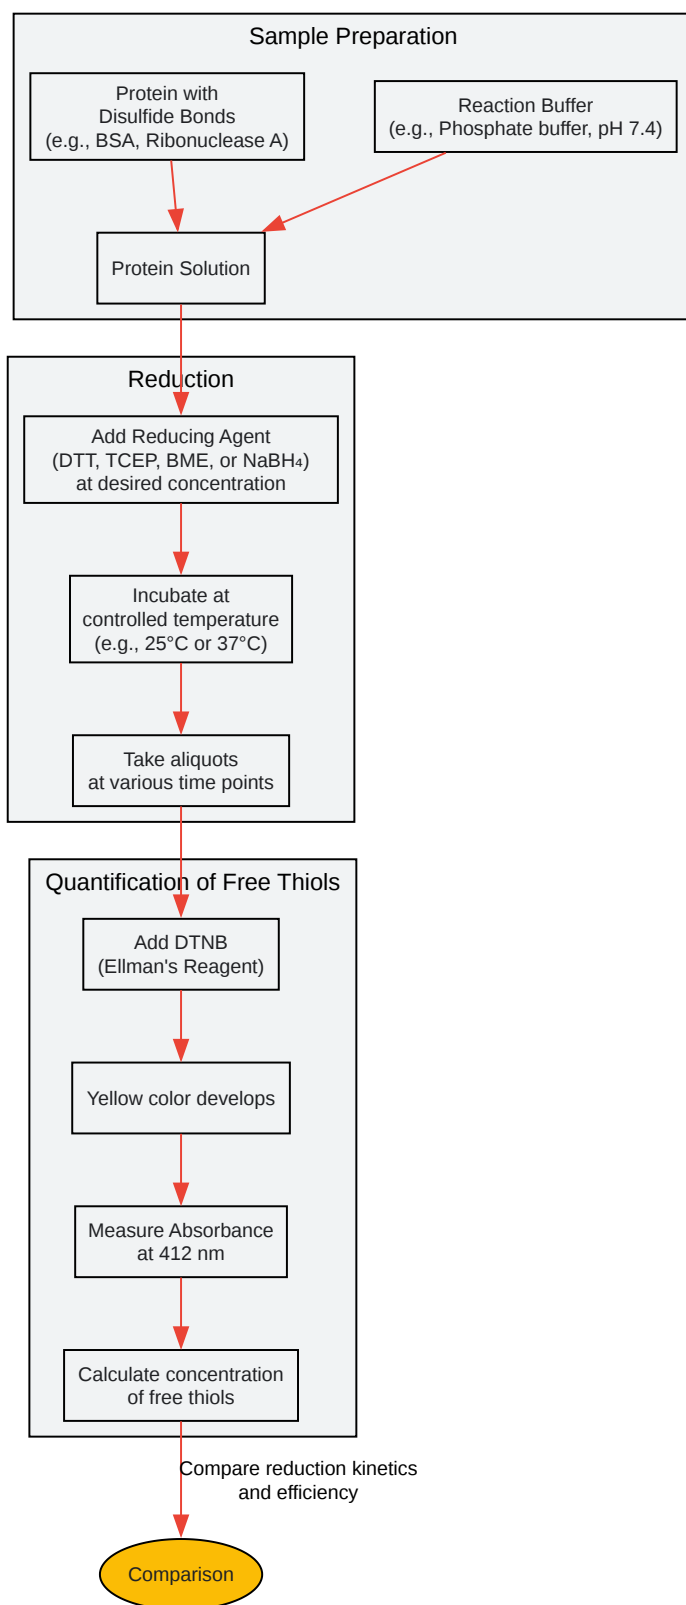 Sample Preparation
Protein with
Disulfide Bonds
(e.g., BSA, Ribonuclease A)
Reaction Buffer
(e.g., Phosphate buffer, pH 7.4)
Protein Solution
Reduction
Add Reducing Agent
(DTT, TCEP, BME, or NaBH₄)
at desired concentration
Incubate at
controlled temperature
(e.g., 25°C or 37°C)
Take aliquots
at various time points
Quantification of Free Thiols
Add DTNB
(Ellman's Reagent)
Yellow color develops
Measure Absorbance
at 412 nm
Calculate concentration
of free thiols
Compare reduction kinetics
and efficiency
Comparison